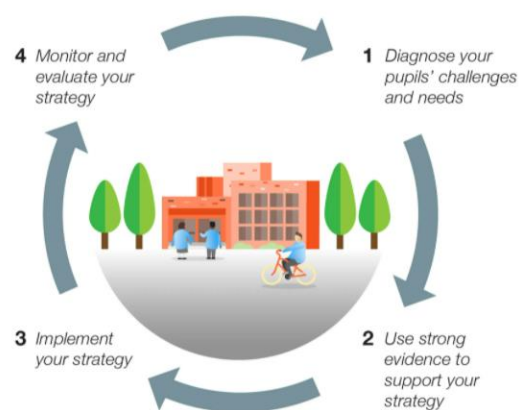 4 Monitor and
evaluate your
strategy
1 Diagnose your
pupils' challenges
and needs
3 Implement
your strategy
2 Use strong
evidence to
support your
strategy